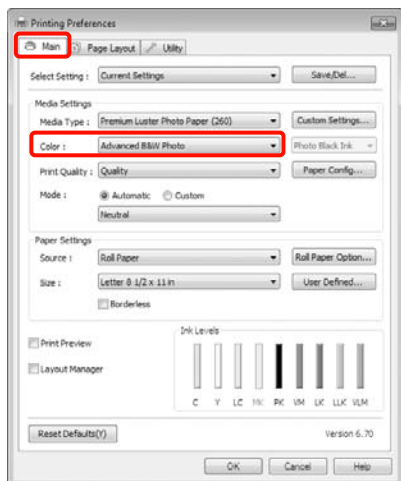 Printing Preferences
Main Page Layout Utility
Select Setting : Current Settings Save/Del...
Media Settings
Media Type : Premium Luster Photo Paper (260) Custom Settings...
Color : Advanced B&W Photo Photo Black Ink
Print Quality : Quality Paper Config...
Mode : Automatic Custom
Neutral
Paper Settings
Source : Roll Paper Roll Paper Option...
Size : Letter 8 1/2 x 11 in User Defined...
Borderless
Ink Levels
Print Preview
Layout Manager
C Y LC MK PK VM LK LLK VLM
Reset Defaults(Y) Version 6.70
OK Cancel Help